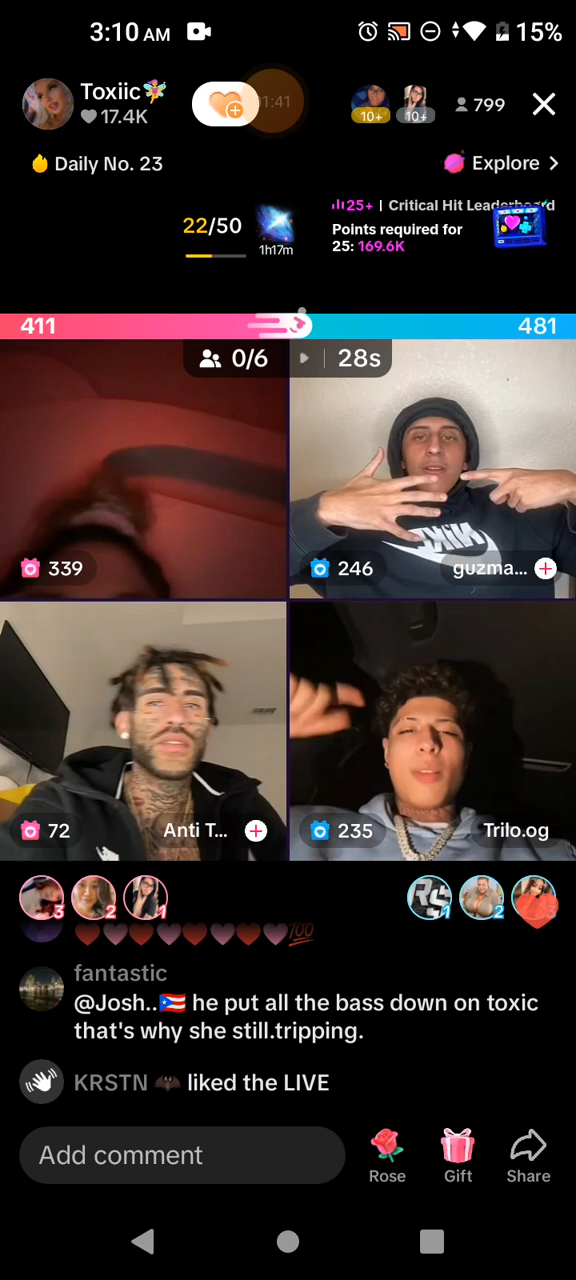 3:10 AM
15%
Toxiic🧚
17.4K
1:41
10+
10+
799
Daily No. 23
Explore >
22/50
1h17m
25+ | Critical Hit Leaderboard
Points required for
25: 169.6K
411
481
0/6
28s
339
NIKE
246
guzma...
72
Anti T...
235
Trilo.og
3
2
1
RS
1
2
💯
fantastic
@Josh..🇵🇷 he put all the bass down on toxic
that's why she still.tripping.
KRSTN 🦇 liked the LIVE
Add comment
Rose
Gift
Share